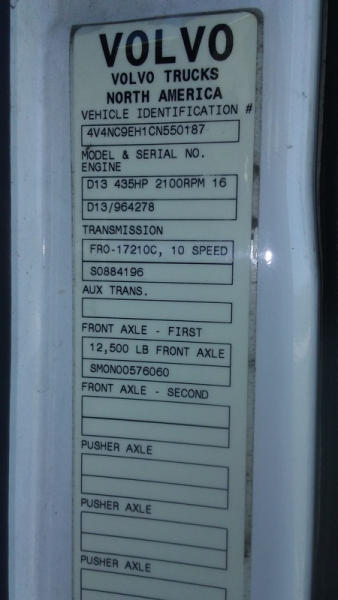 VOLVO
VOLVO TRUCKS
NORTH AMERICA
VEHICLE IDENTIFICATION #
4V4NC9EH1CN550187
MODEL & SERIAL NO.
ENGINE
D13 435HP 2100RPM 16
D13/964278
TRANSMISSION
FRO-17210C, 10 SPEED
S0884196
AUX TRANS.
FRONT AXLE - FIRST
12,500 LB FRONT AXLE
SMON00576060
FRONT AXLE - SECOND
PUSHER AXLE
PUSHER AXLE
PUSHER AXLE